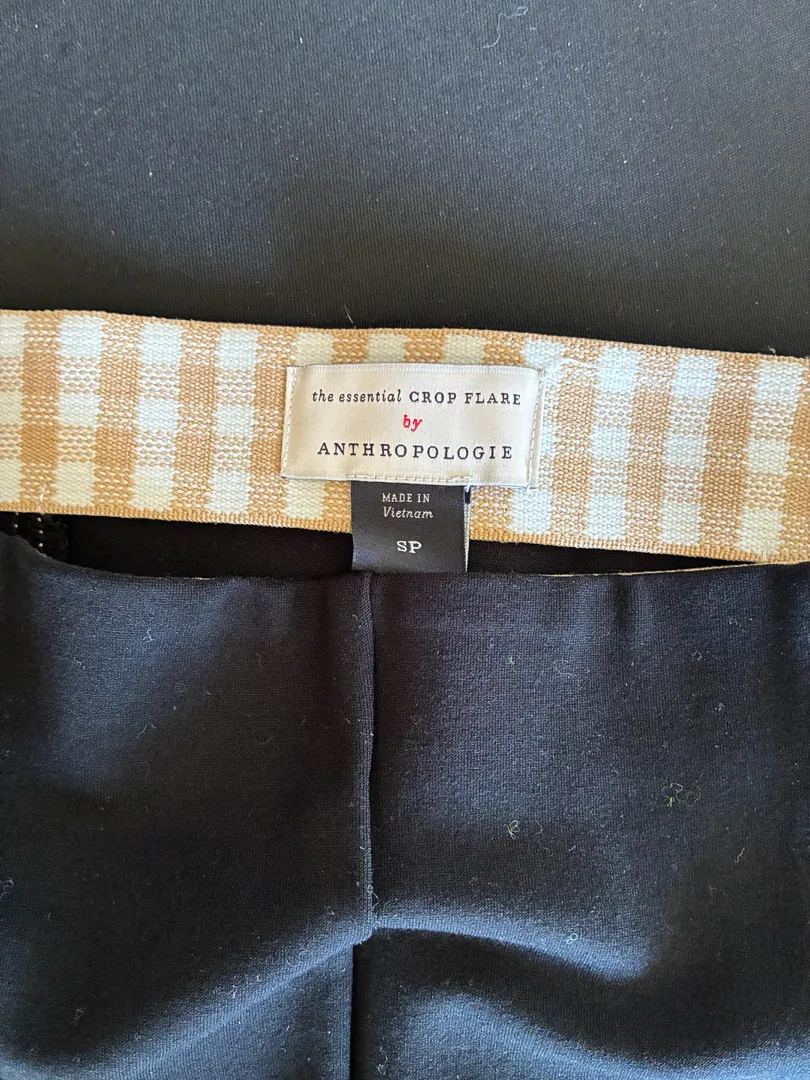 the essential CROP FLARE
by
ANTHROPOLOGIE
MADE IN
Vietnam
SP